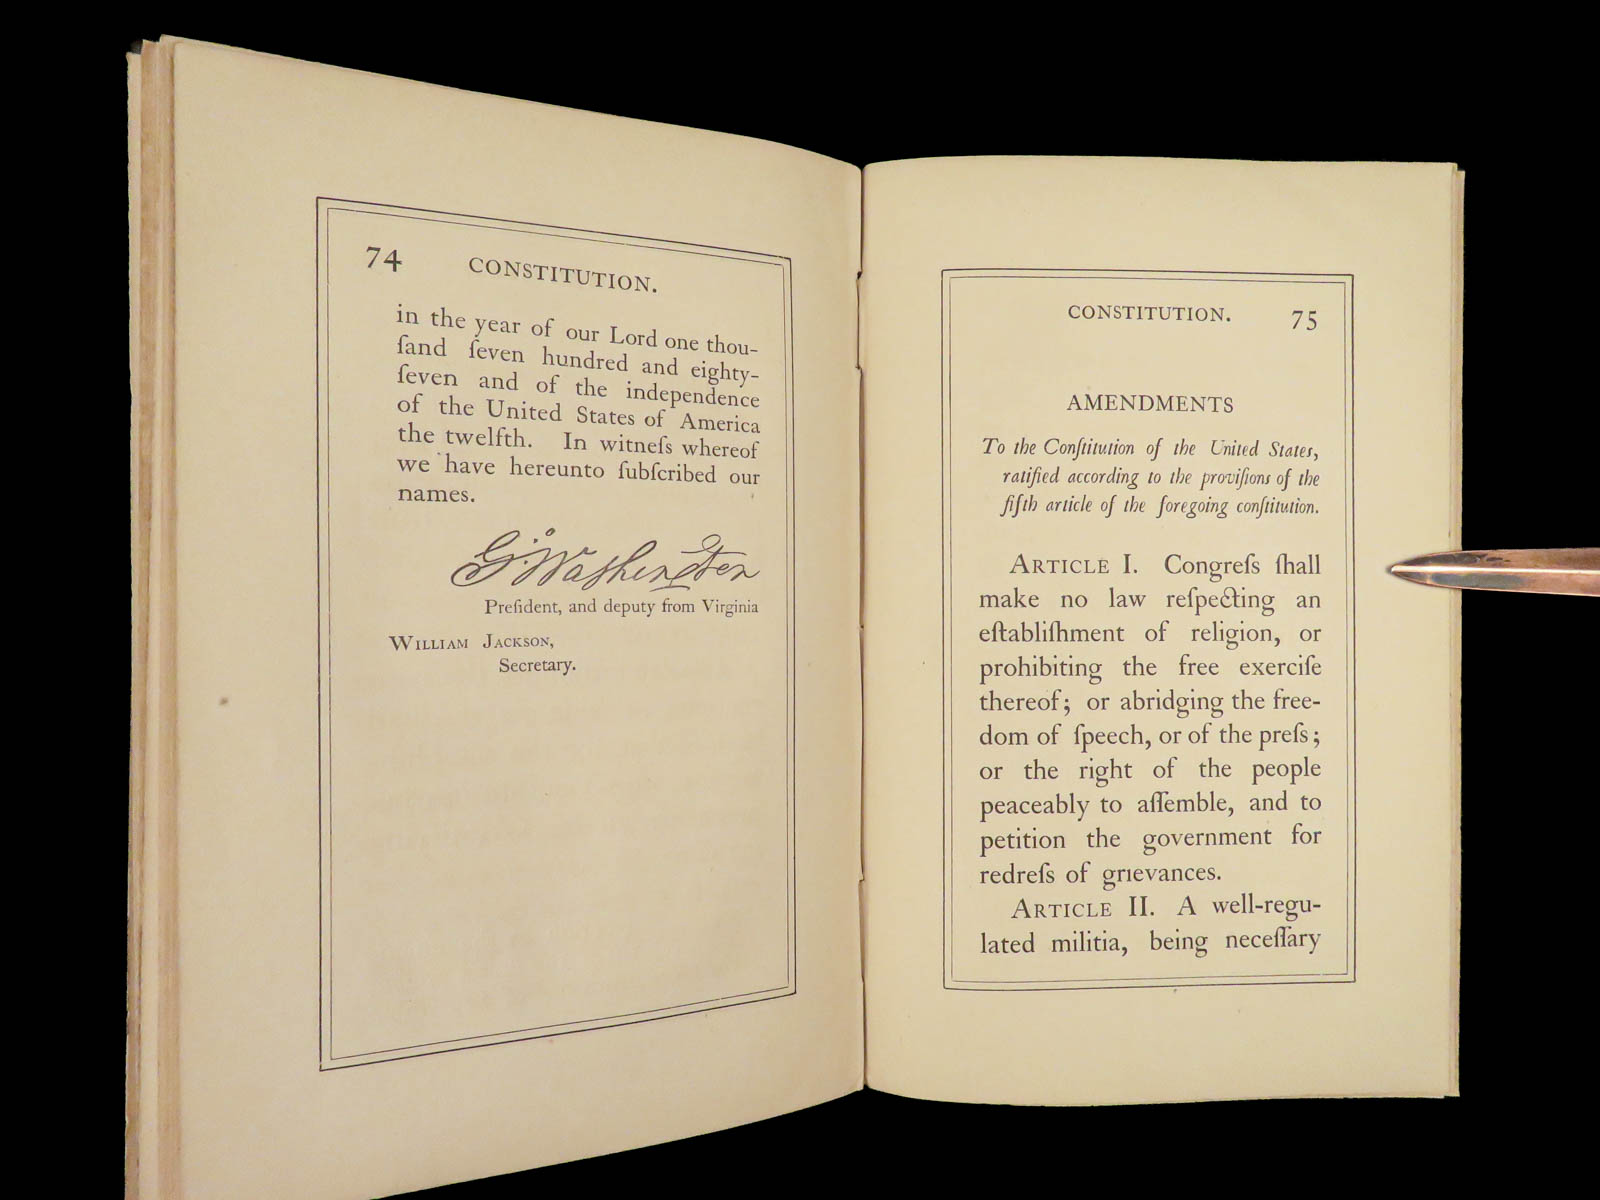 74 CONSTITUTION.
in the year of our Lord one thou-
ſand ſeven hundred and eighty-
ſeven and of the independence
of the United States of America
the twelfth. In witneſs whereof
we have hereunto ſubſcribed our
names.
Go Washington
Preſident, and deputy from Virginia
WILLIAM JACKSON,
Secretary.
CONSTITUTION. 75
AMENDMENTS
To the Conſtitution of the United States,
ratified according to the proviſions of the
fifth article of the foregoing conſtitution.
ARTICLE I. Congreſs ſhall
make no law reſpecting an
eſtabliſhment of religion, or
prohibiting the free exerciſe
thereof; or abridging the free-
dom of ſpeech, or of the preſs;
or the right of the people
peaceably to aſſemble, and to
petition the government for
redreſs of grievances.
ARTICLE II. A well-regu-
lated militia, being neceſſary